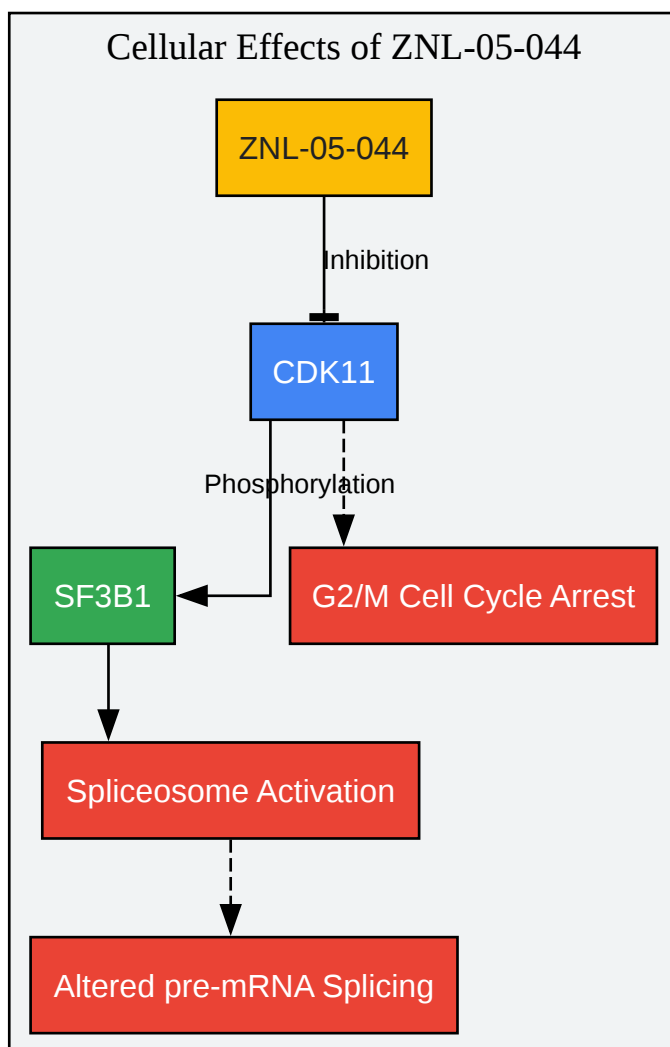 Cellular Effects of ZNL-05-044
ZNL-05-044
Inhibition
CDK11
Phosphorylation
SF3B1
G2/M Cell Cycle Arrest
Spliceosome Activation
Altered pre-mRNA Splicing